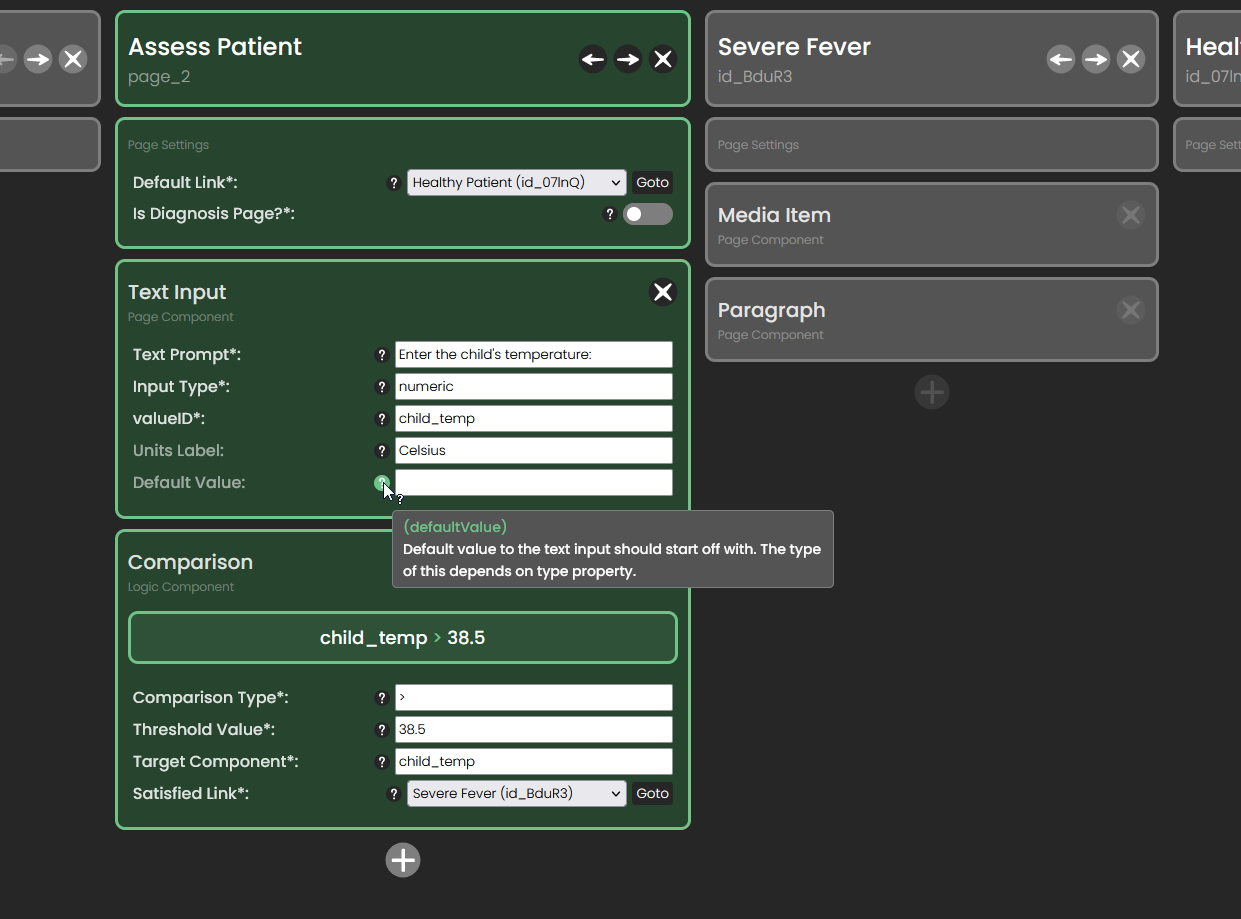 Assess Patient
page_2
Page Settings
Default Link*:
? Healthy Patient (id_07lnQ) Goto
Is Diagnosis Page?*:
?
Text Input
Page Component
Text Prompt*: ? Enter the child's temperature:
Input Type*: ? numeric
valueID*: ? child_temp
Units Label: ? Celsius
Default Value: ?
(defaultValue)
Default value to the text input should start off with. The type
of this depends on type property.
Comparison
Logic Component
child_temp > 38.5
Comparison Type*: ? >
Threshold Value*: ? 38.5
Target Component*: ? child_temp
Satisfied Link*: ? Severe Fever (id_BduR3) Goto
Severe Fever
id_BduR3
Page Settings
Media Item
Page Component
Paragraph
Page Component
Heal
id_07ln
Page Sett